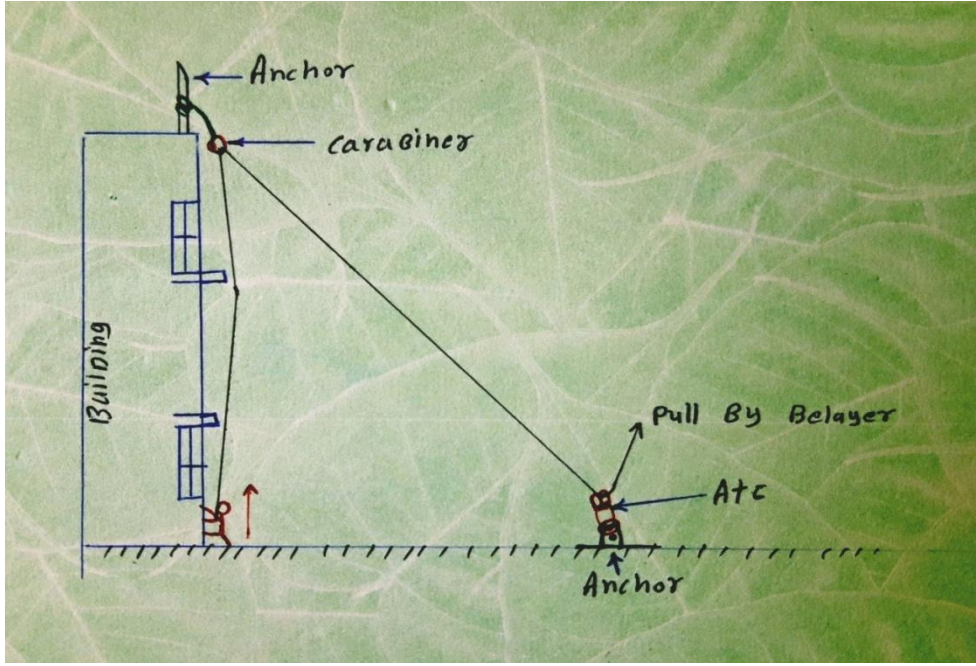 Anchor
Carabiner
Building
Pull By Belayer
Atc
Anchor